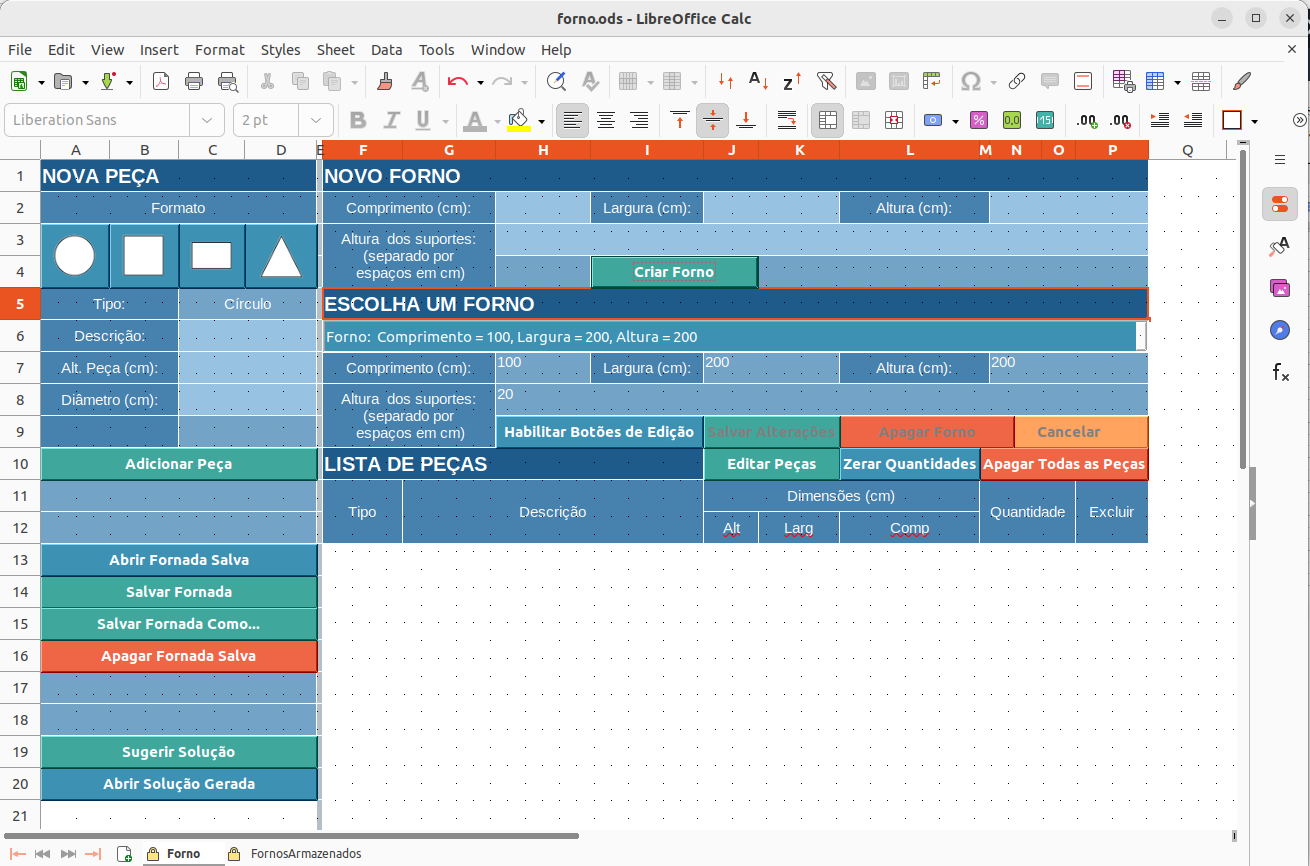 forno.ods - LibreOffice Calc
File Edit View Insert Format Styles Sheet Data Tools Window Help
Liberation Sans 2 pt
A B C D E F G H I J K L M N O P Q
1 NOVA PEÇA NOVO FORNO
2 Formato Comprimento (cm): Largura (cm): Altura (cm):
3 Altura dos suportes:
(separado por
4 espaços em cm) Criar Forno
5 Tipo: Círculo ESCOLHA UM FORNO
6 Descrição: Forno: Comprimento = 100, Largura = 200, Altura = 200
7 Alt. Peça (cm): Comprimento (cm): 100 Largura (cm): 200 Altura (cm): 200
8 Diâmetro (cm): Altura dos suportes: 20
(separado por
9 espaços em cm) Habilitar Botões de Edição Salvar Alterações Apagar Forno Cancelar
10 Adicionar Peça LISTA DE PEÇAS Editar Peças Zerar Quantidades Apagar Todas as Peças
11 Dimensões (cm)
Tipo Descrição Quantidade Excluir
12 Alt Larg Comp
13 Abrir Fornada Salva
14 Salvar Fornada
15 Salvar Fornada Como...
16 Apagar Fornada Salva
17
18
19 Sugerir Solução
20 Abrir Solução Gerada
21
Forno FornosArmazenados